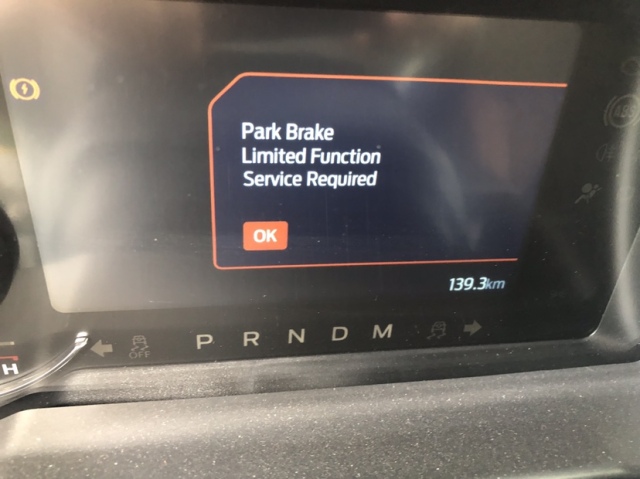 Park Brake
Limited Function
Service Required
OK
139.3km
OFF
P R N D M
H